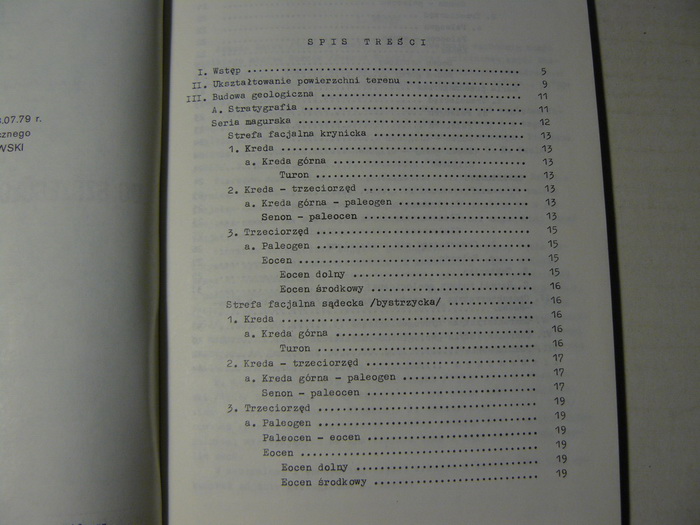 .07.79 r.
cznego
WSKI
SPIS TREŚCI
I. Wstęp 5
II. Ukształtowanie powierzchni terenu 9
III. Budowa geologiczna 11
A. Stratygrafia 11
Seria magurska 12
Strefa facjalna krynicka 13
1. Kreda 13
a. Kreda górna 13
Turon 13
2. Kreda - trzeciorzęd 13
a. Kreda górna - paleogen 13
Senon - paleocen 13
3. Trzeciorzęd 15
a. Paleogen 15
Eocen 15
Eocen dolny 15
Eocen środkowy 16
Strefa facjalna sądecka /bystrzycka/ 16
1. Kreda 16
a. Kreda górna 16
Turon 16
2. Kreda - trzeciorzęd 17
a. Kreda górna - paleogen 17
Senon - paleocen 17
3. Trzeciorzęd 19
a. Paleogen 19
Paleocen - eocen 19
Eocen 19
Eocen dolny 19
Eocen środkowy 19